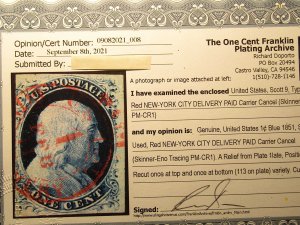 Opinion/Cert Number: 09082021_008
Date: September 8th, 2021
Submitted By:
The One Cent Franklin
Plating Archive
Richard Doporto
PO Box 20494
Castro Valley, CA 94546
1(510)-728-1146
A photograph or image attached at left:
I have examined the enclosed United States, Scott 9, Type
Red NEW-YORK CITY DELIVERY PAID Carrier Cancel (Skinner
PM-CR1)
and my opinion is: Genuine, United States 1¢ Blue 1851, S
Used, Red NEW-YORK CITY DELIVERY PAID Carrier Cancel
(Skinner-Eno Tracing PM-CR1). A Relief from Plate 1late, Posit
Recut once at top and once at bottom (113 on plate) variety. Cu
Signed:
U.S. POSTAGE
ONE CENT